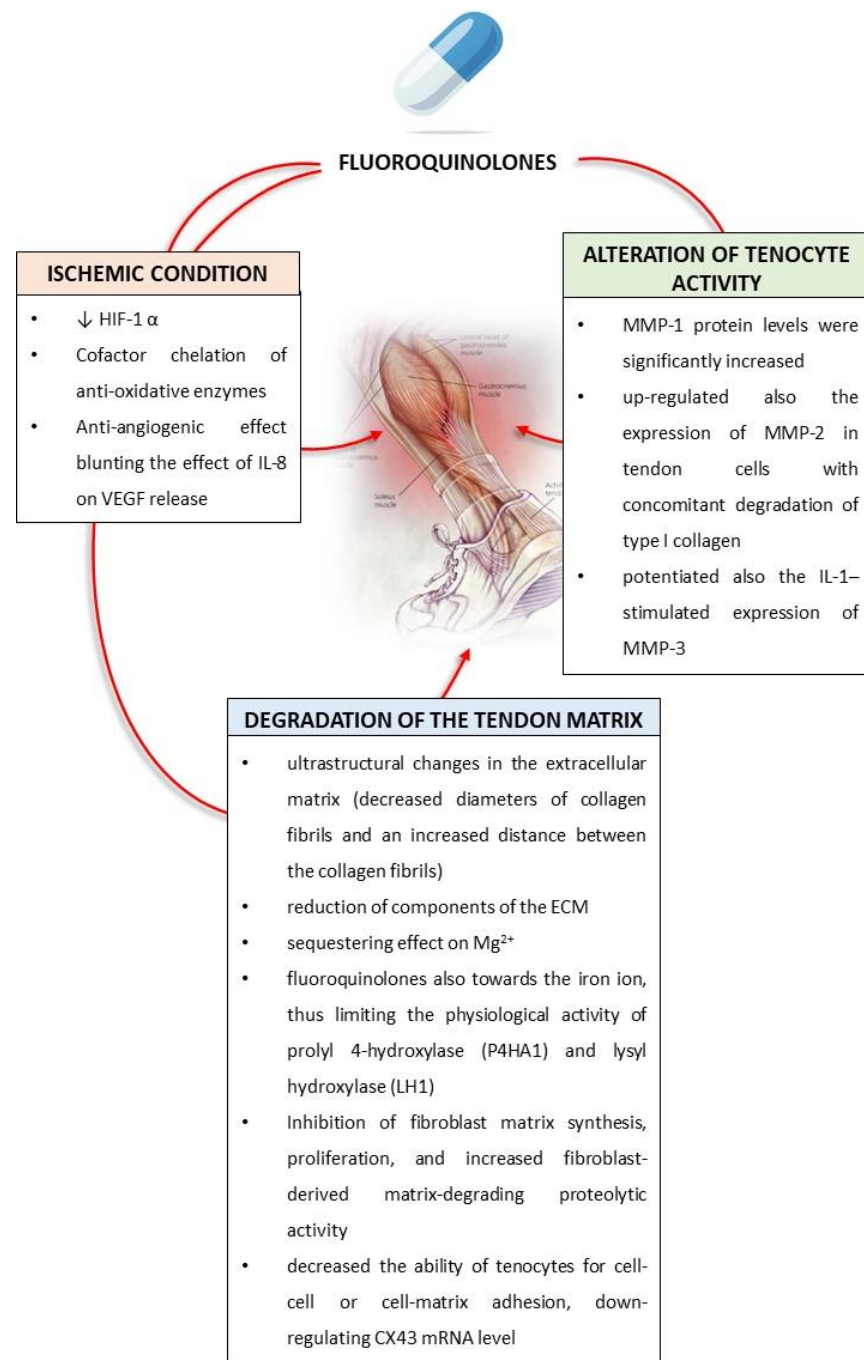 FLUOROQUINOLONES
ISCHEMIC CONDITION
• ↓ HIF-1 α
• Cofactor chelation of
anti-oxidative enzymes
• Anti-angiogenic effect
blunting the effect of IL-8
on VEGF release
ALTERATION OF TENOCYTE
ACTIVITY
• MMP-1 protein levels were
significantly increased
• up-regulated also the
expression of MMP-2 in
tendon cells with
concomitant degradation of
type I collagen
• potentiated also the IL-1–
stimulated expression of
MMP-3
Lateral head of
gastrocnemius
muscle
Gastrocnemius
muscle
Soleus
muscle
DEGRADATION OF THE TENDON MATRIX
• ultrastructural changes in the extracellular
matrix (decreased diameters of collagen
fibrils and an increased distance between
the collagen fibrils)
• reduction of components of the ECM
• sequestering effect on Mg²⁺
• fluoroquinolones also towards the iron ion,
thus limiting the physiological activity of
prolyl 4-hydroxylase (P4HA1) and lysyl
hydroxylase (LH1)
• Inhibition of fibroblast matrix synthesis,
proliferation, and increased fibroblast-
derived matrix-degrading proteolytic
activity
• decreased the ability of tenocytes for cell-
cell or cell-matrix adhesion, down-
regulating CX43 mRNA level